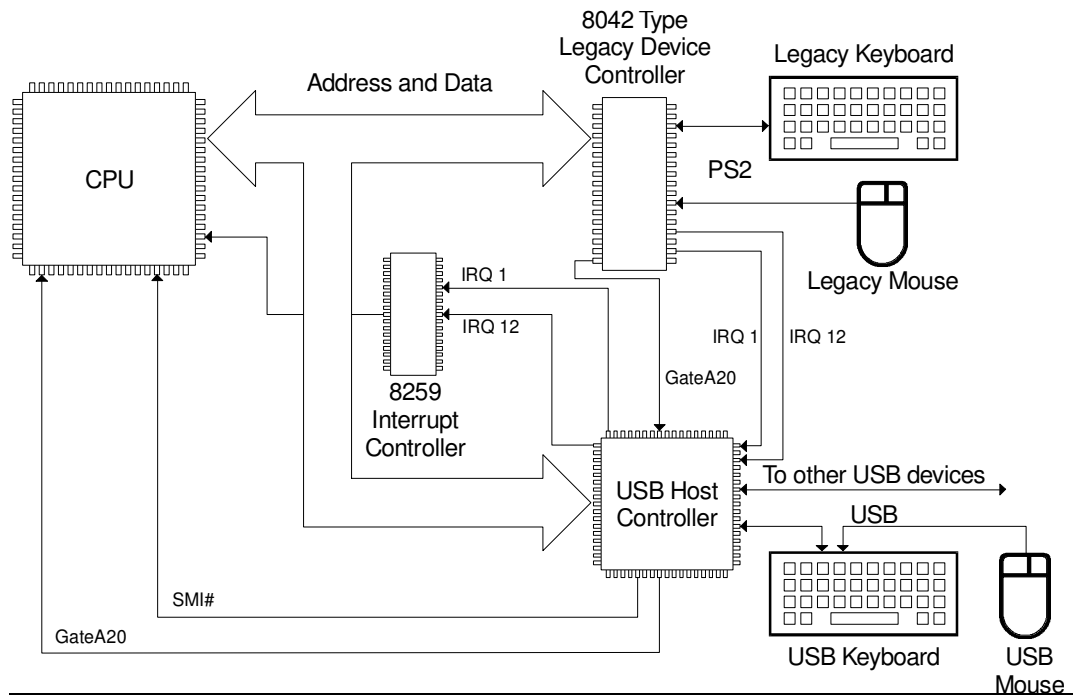 8042 Type
Legacy Device
Controller
Legacy Keyboard
Address and Data
CPU
PS2
Legacy Mouse
IRQ 1
IRQ 12
IRQ 1
IRQ 12
GateA20
8259
Interrupt
Controller
To other USB devices
USB Host
Controller
USB
SMI#
GateA20
USB Keyboard
USB
Mouse